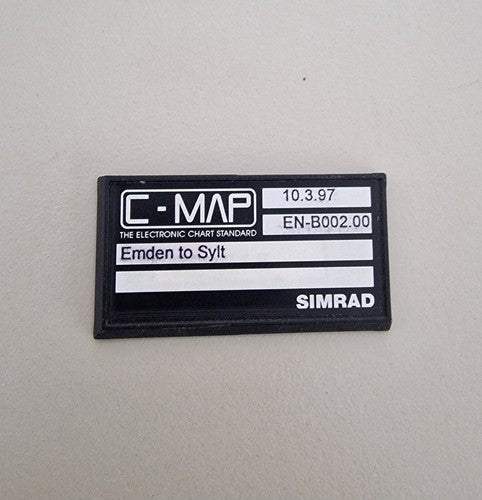 C-MAP
THE ELECTRONIC CHART STANDARD
10.3.97
EN-B002.00
Emden to Sylt
SIMRAD